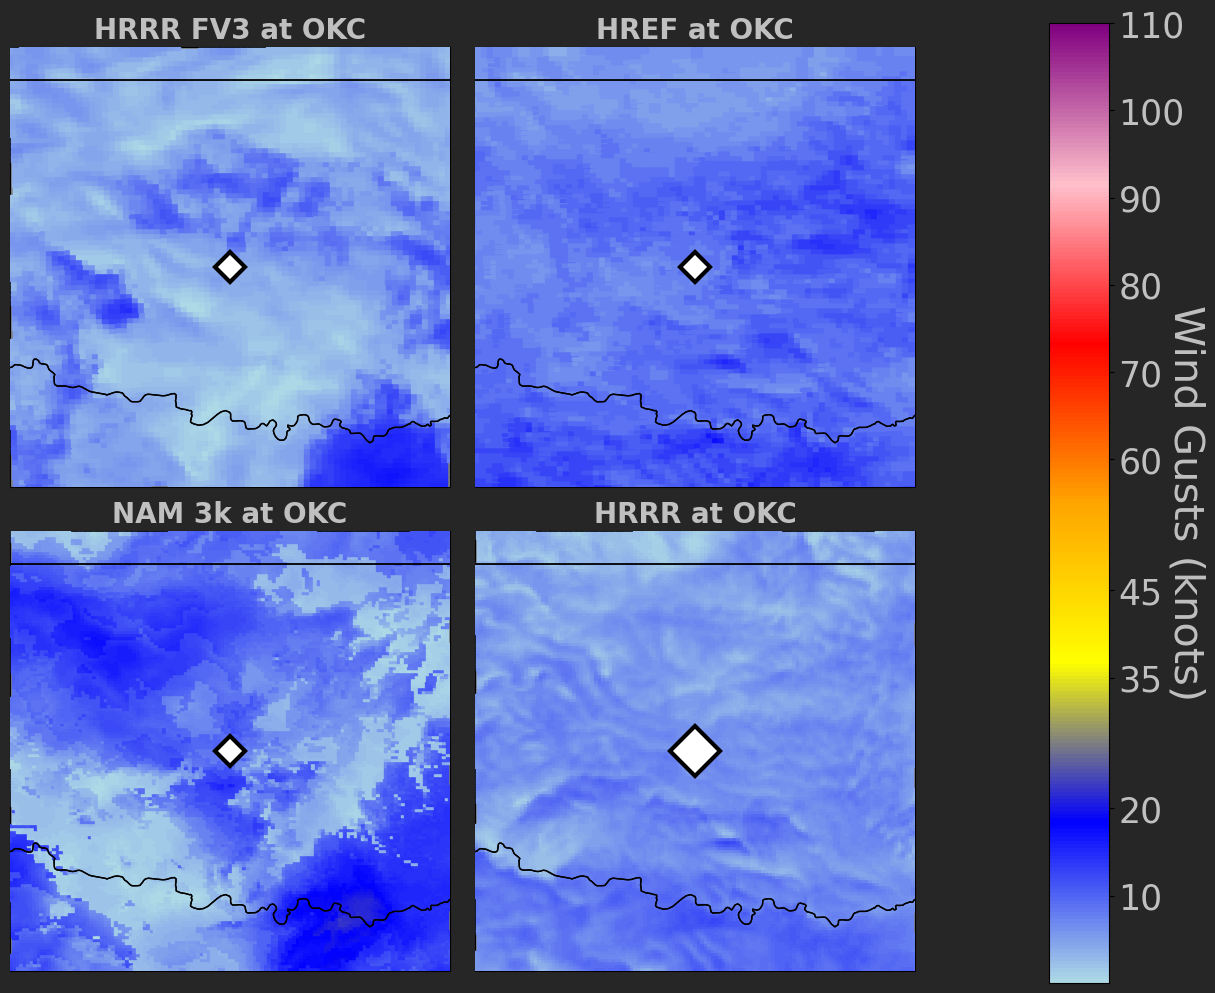 HRRR FV3 at OKC
HREF at OKC
NAM 3k at OKC
HRRR at OKC
110
100
90
80
70
60
45
35
20
10
Wind Gusts (knots)